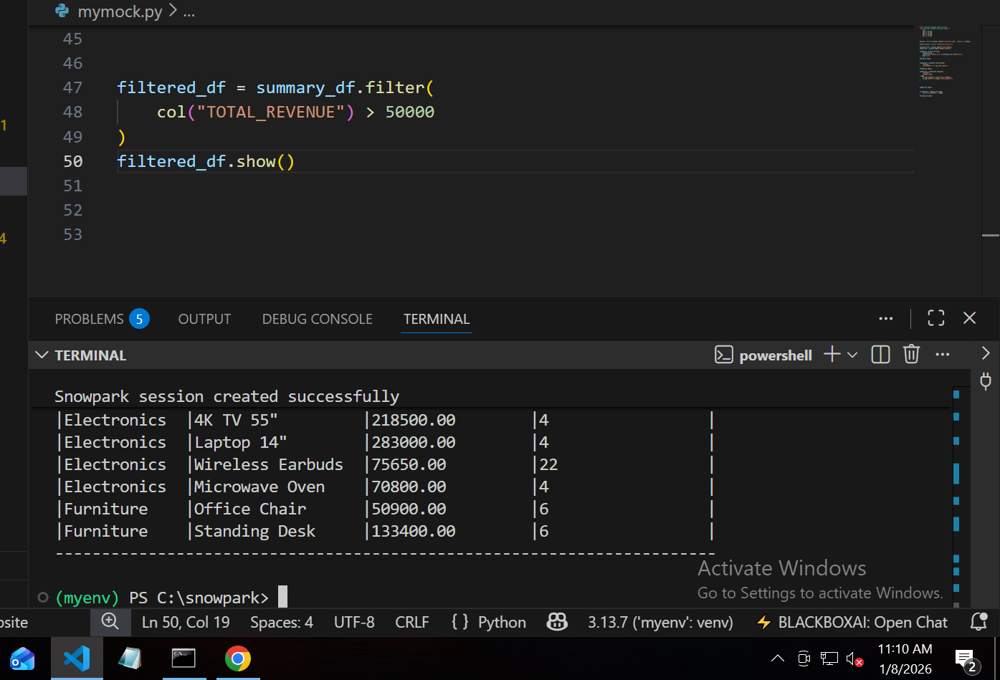 mymock.py > ...
45
46
47 filtered_df = summary_df.filter(
48 col("TOTAL_REVENUE") > 50000
49 )
50 filtered_df.show()
51
52
53
1
4
PROBLEMS 5 OUTPUT DEBUG CONSOLE TERMINAL
TERMINAL
powershell
Snowpark session created successfully
|Electronics |4K TV 55" |218500.00 |4 |
|Electronics |Laptop 14" |283000.00 |4 |
|Electronics |Wireless Earbuds |75650.00 |22 |
|Electronics |Microwave Oven |70800.00 |4 |
|Furniture |Office Chair |50900.00 |6 |
|Furniture |Standing Desk |133400.00 |6 |
-----------------------------------------------------------------------
Activate Windows
Go to Settings to activate Windows.
(myenv) PS C:\snowpark>
osite Ln 50, Col 19 Spaces: 4 UTF-8 CRLF {} Python 3.13.7 ('myenv': venv) BLACKBOXAI: Open Chat
11:10 AM
1/8/2026
2